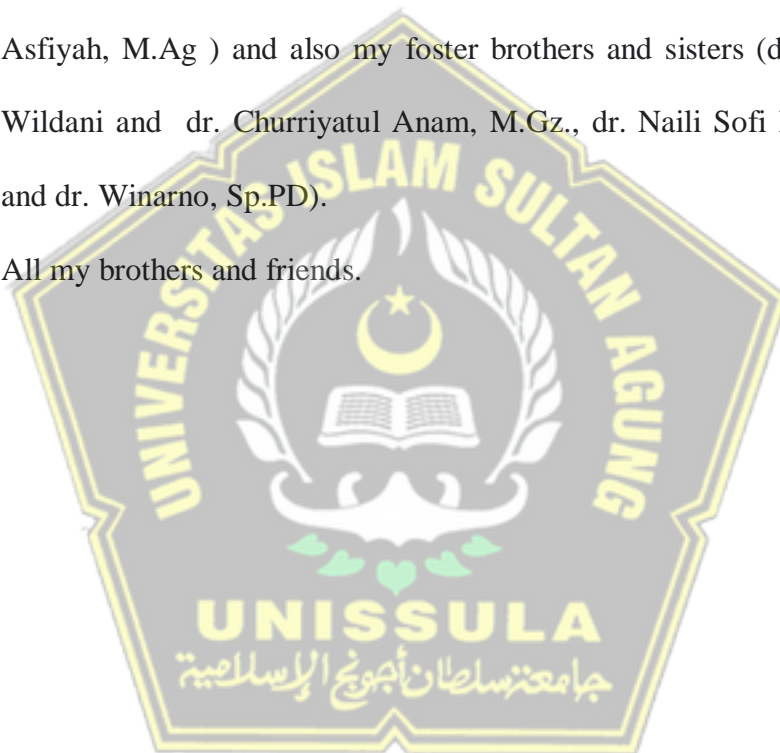 Asfiyah, M.Ag ) and also my foster brothers and sisters (d
Wildani and dr. Churriyatul Anam, M.Gz., dr. Naili Sofi
and dr. Winarno, Sp.PD).
All my brothers and friends.
UNIVERSITAS ISLAM SULTAN AGUNG
UNISSULA
جامعة سلطان أجونج الإسلامية